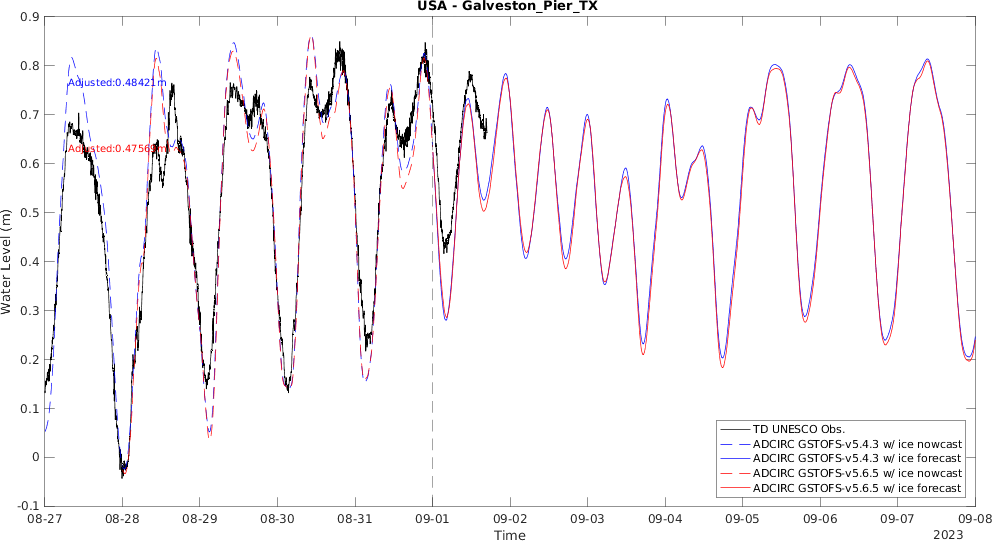 USA - Galveston_Pier_TX
0.9
0.8
0.7
0.6
0.5
0.4
0.3
0.2
0.1
0
-0.1
Water Level (m)
Adjusted:0.48421m
Adjusted:0.47569m
TD UNESCO Obs.
ADCIRC GSTOFS-v5.4.3 w/ ice nowcast
ADCIRC GSTOFS-v5.4.3 w/ ice forecast
ADCIRC GSTOFS-v5.6.5 w/ ice nowcast
ADCIRC GSTOFS-v5.6.5 w/ ice forecast
08-27 08-28 08-29 08-30 08-31 09-01 09-02 09-03 09-04 09-05 09-06 09-07 09-08
Time
2023